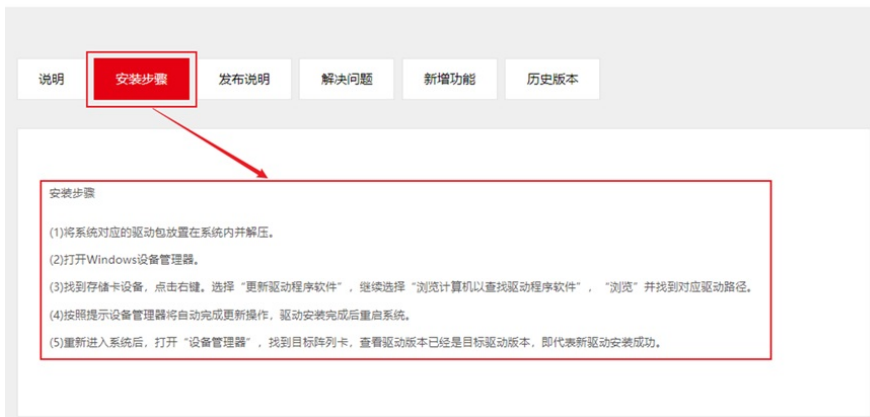 说明 安装步骤 发布说明 解决问题 新增功能 历史版本
安装步骤
(1)将系统对应的驱动包放置在系统内并解压。
(2)打开Windows设备管理器。
(3)找到存储卡设备，点击右键。选择“更新驱动程序软件”，继续选择“浏览计算机以查找驱动程序软件”，“浏览”并找到对应驱动路径。
(4)按照提示设备管理器将自动完成更新操作，驱动安装完成后重启系统。
(5)重新进入系统后，打开“设备管理器”，找到目标阵列卡，查看驱动版本已经是目标驱动版本，即代表新驱动安装成功。